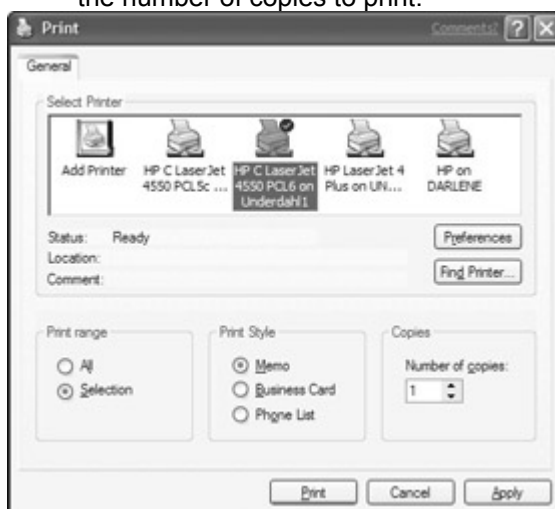 the number of copies to print.
Print
Comments?
General
Select Printer
Add Printer
HP C LaserJet
4550 PCL5c ...
HP C LaserJet
4550 PCL6 on
Underdahl1
HP LaserJet 4
Plus on UN...
HP on
DARLENE
Status: Ready
Preferences
Location:
Comment:
Find Printer...
Print range
All
Selection
Print Style
Memo
Business Card
Phone List
Copies
Number of copies:
1
Print
Cancel
Apply